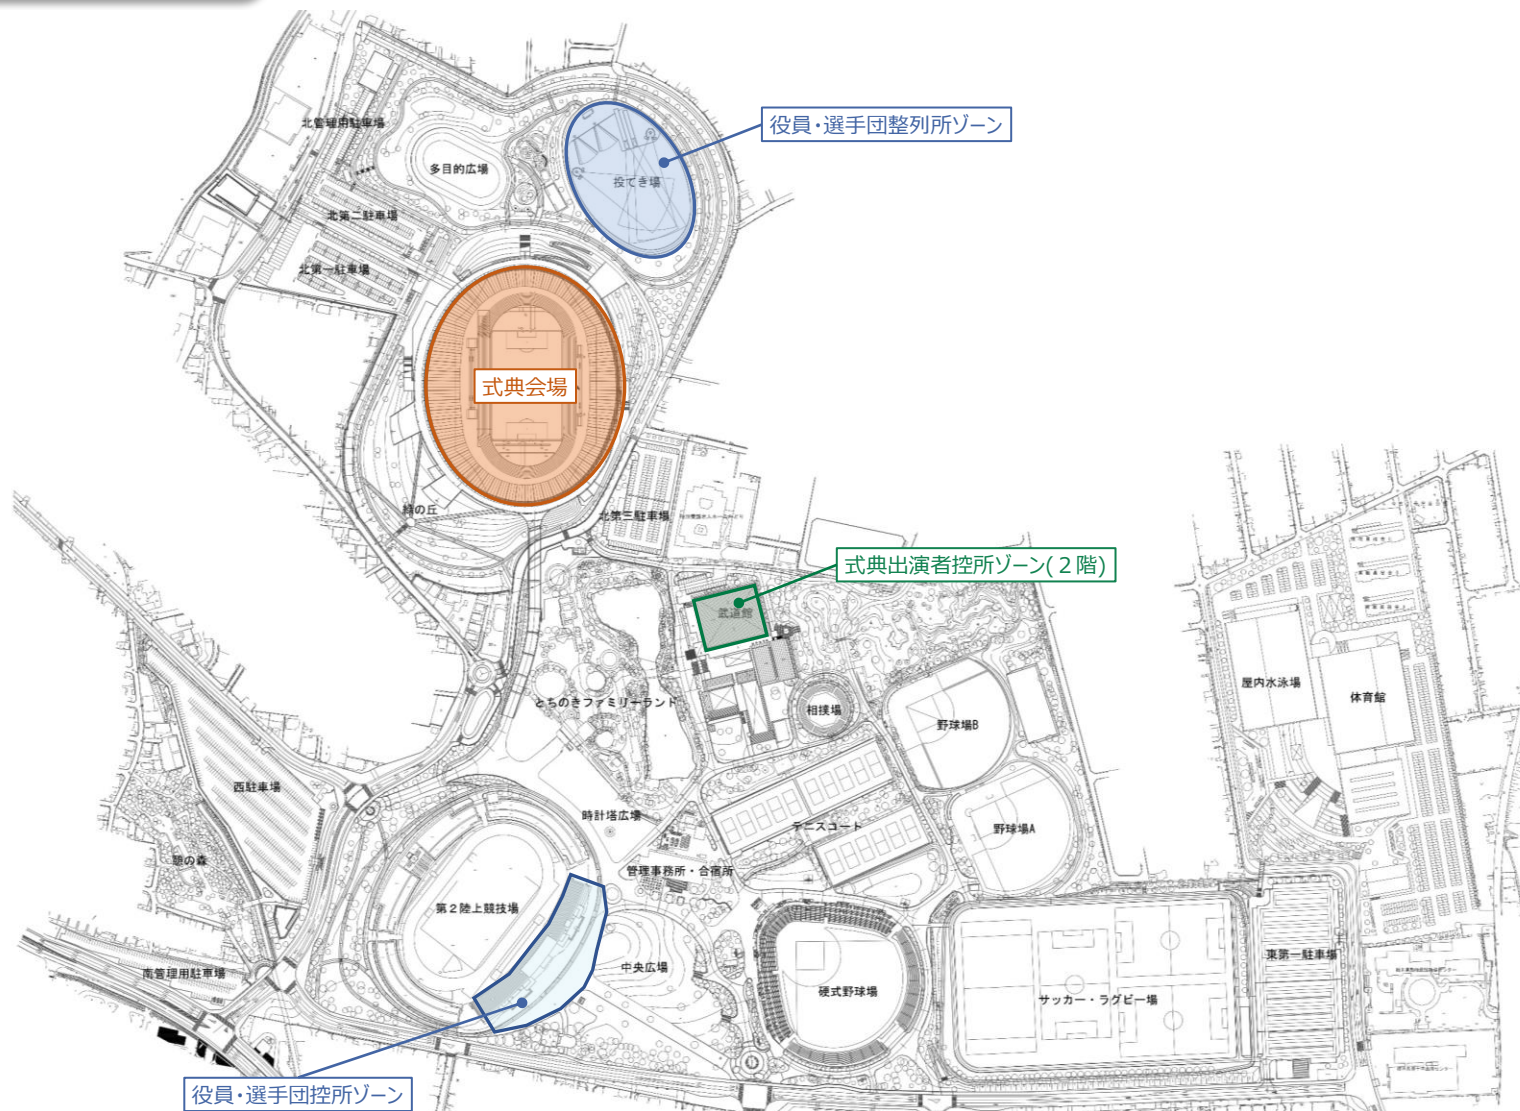 役員・選手団整列所ゾーン
北管理用駐車場
多目的広場
投てき場
北第二駐車場
北第一駐車場
式典会場
緑の丘
北第三駐車場
式典出演者控所ゾーン(２階)
武道館
屋内水泳場
体育館
とちのきファミリーランド
相撲場
野球場B
西駐車場
時計塔広場
テニスコート
野球場A
憩の森
管理事務所・合宿所
第２陸上競技場
中央広場
南管理用駐車場
硬式野球場
サッカー・ラグビー場
東第一駐車場
役員・選手団控所ゾーン